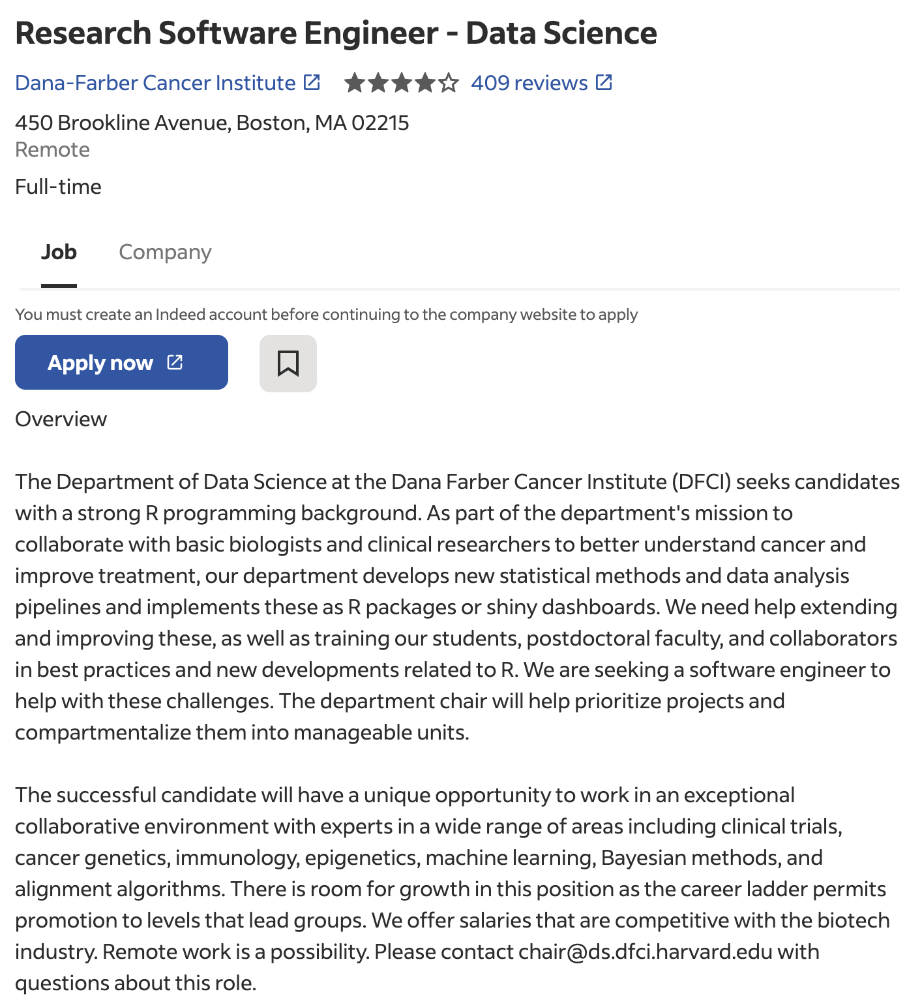 Research Software Engineer - Data Science
Dana-Farber Cancer Institute 409 reviews
450 Brookline Avenue, Boston, MA 02215
Remote
Full-time
Job Company
You must create an Indeed account before continuing to the company website to apply
Apply now
Overview
The Department of Data Science at the Dana Farber Cancer Institute (DFCI) seeks candidates
with a strong R programming background. As part of the department's mission to
collaborate with basic biologists and clinical researchers to better understand cancer and
improve treatment, our department develops new statistical methods and data analysis
pipelines and implements these as R packages or shiny dashboards. We need help extending
and improving these, as well as training our students, postdoctoral faculty, and collaborators
in best practices and new developments related to R. We are seeking a software engineer to
help with these challenges. The department chair will help prioritize projects and
compartmentalize them into manageable units.
The successful candidate will have a unique opportunity to work in an exceptional
collaborative environment with experts in a wide range of areas including clinical trials,
cancer genetics, immunology, epigenetics, machine learning, Bayesian methods, and
alignment algorithms. There is room for growth in this position as the career ladder permits
promotion to levels that lead groups. We offer salaries that are competitive with the biotech
industry. Remote work is a possibility. Please contact chair@ds.dfci.harvard.edu with
questions about this role.